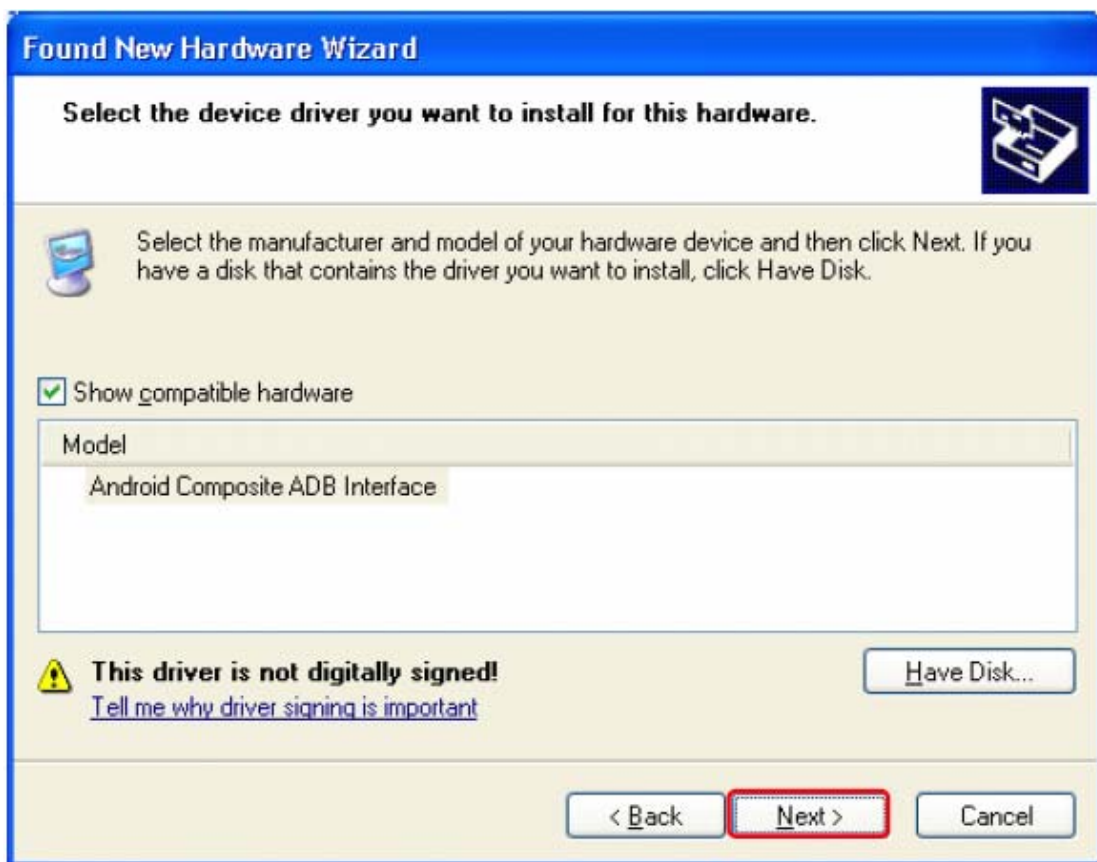 Found New Hardware Wizard
Select the device driver you want to install for this hardware.
Select the manufacturer and model of your hardware device and then click Next. If you
have a disk that contains the driver you want to install, click Have Disk.
Show compatible hardware
Model
Android Composite ADB Interface
This driver is not digitally signed!
Have Disk...
Tell me why driver signing is important
< Back
Next >
Cancel